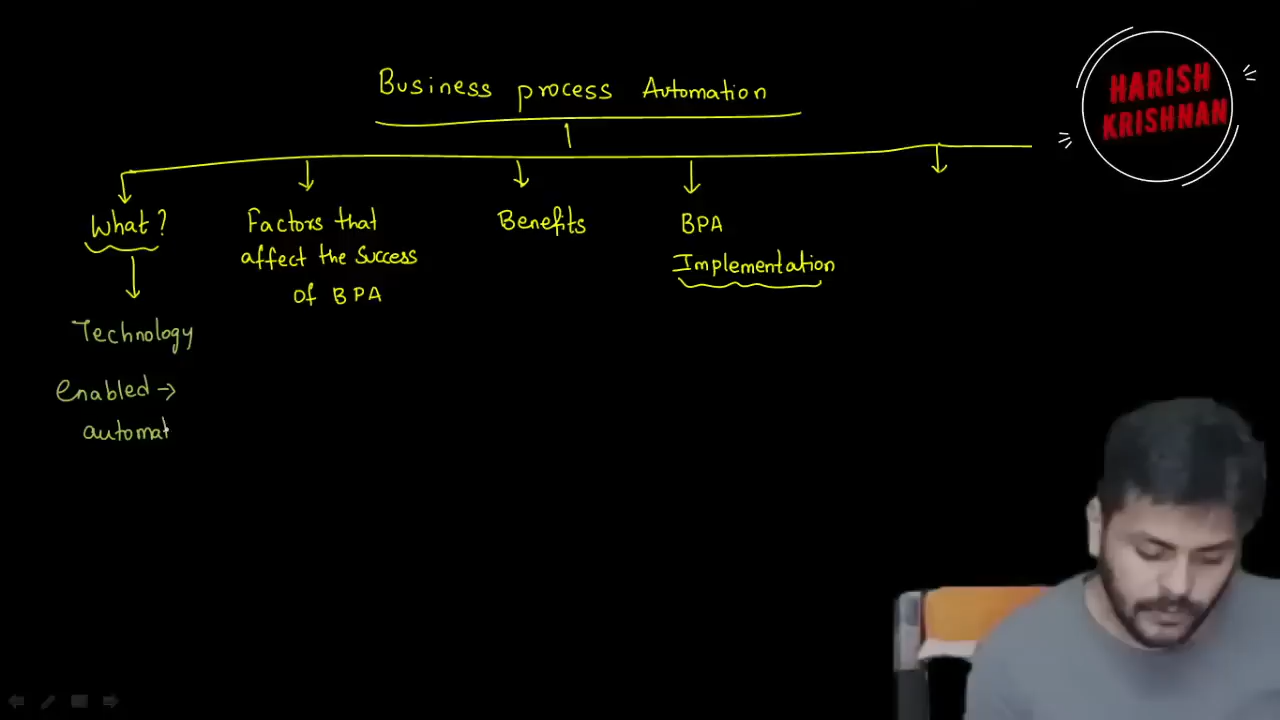 Business process Automation
HARISH
KRISHNAN
What?
Factors that
affect the Success
Of BPA
Benefits
BPA
Implementation
Technology
enabled →
automat